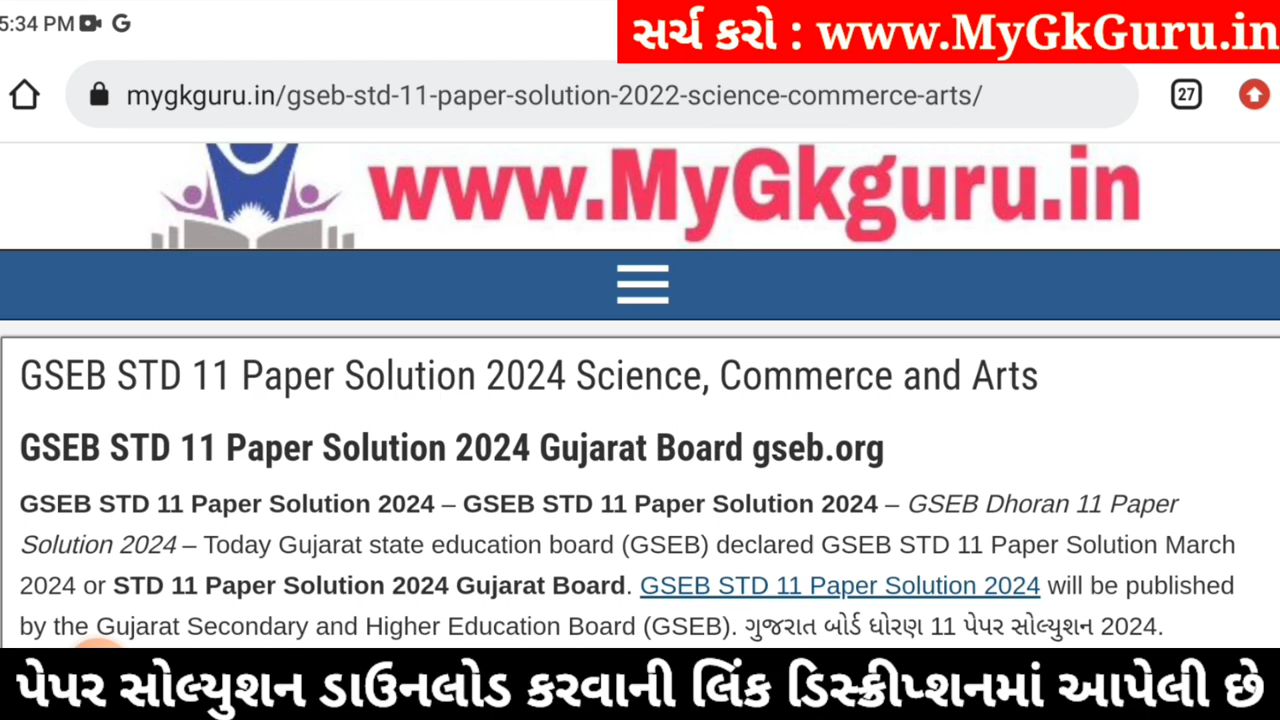 5:34 PM
સર્ચ કરો : www.MyGkGuru.in
mygkguru.in/gseb-std-11-paper-solution-2022-science-commerce-arts/
27
www.MyGkguru.in
GSEB STD 11 Paper Solution 2024 Science, Commerce and Arts
GSEB STD 11 Paper Solution 2024 Gujarat Board gseb.org
GSEB STD 11 Paper Solution 2024 – GSEB STD 11 Paper Solution 2024 – GSEB Dhoran 11 Paper
Solution 2024 – Today Gujarat state education board (GSEB) declared GSEB STD 11 Paper Solution March
2024 or STD 11 Paper Solution 2024 Gujarat Board. GSEB STD 11 Paper Solution 2024 will be published
by the Gujarat Secondary and Higher Education Board (GSEB). ગુજરાત બોર્ડ ધોરણ 11 પેપર સોલ્યુશન 2024.
પેપર સોલ્યુશન ડાઉનલોડ કરવાની લિંક ડિસ્ક્રીપ્શનમાં આપેલી છે